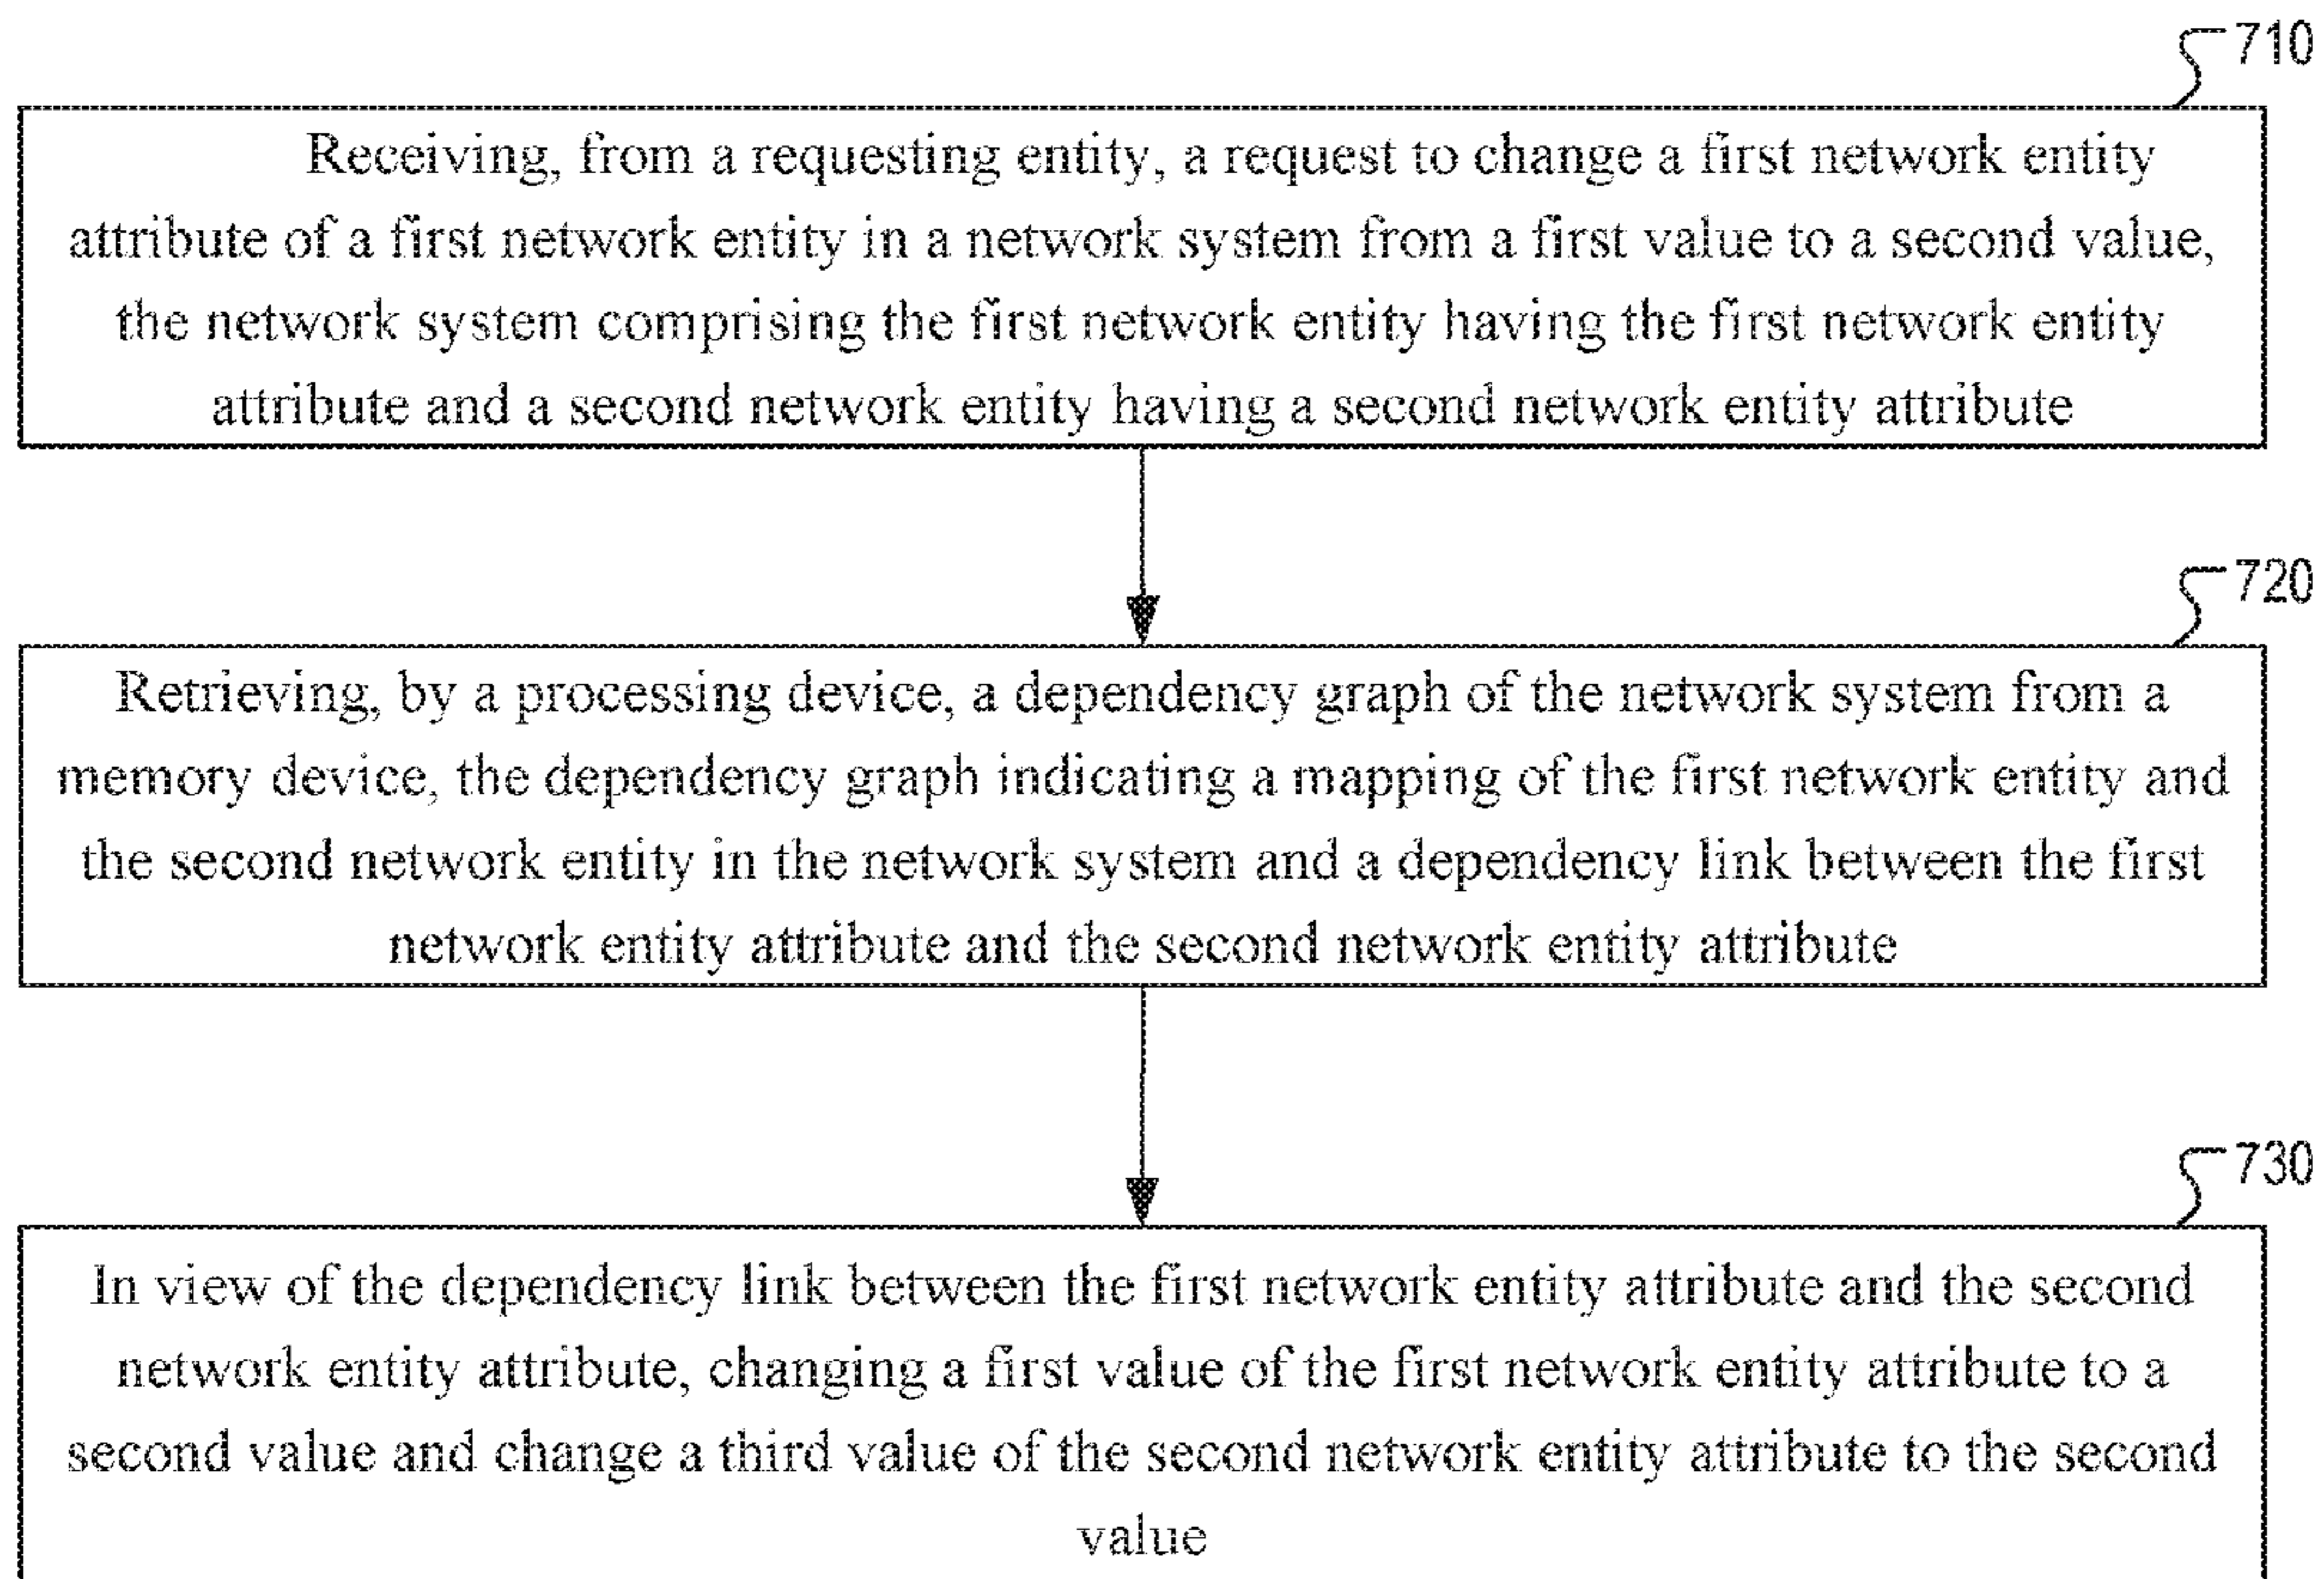 710
Receiving, from a requesting entity, a request to change a first network entity
attribute of a first network entity in a network system from a first value to a second value,
the network system comprising the first network entity having the first network entity
attribute and a second network entity having a second network entity attribute
720
Retrieving, by a processing device, a dependency graph of the network system from a
memory device, the dependency graph indicating a mapping of the first network entity and
the second network entity in the network system and a dependency link between the first
network entity attribute and the second network entity attribute
730
In view of the dependency link between the first network entity attribute and the second
network entity attribute, changing a first value of the first network entity attribute to a
second value and change a third value of the second network entity attribute to the second
value